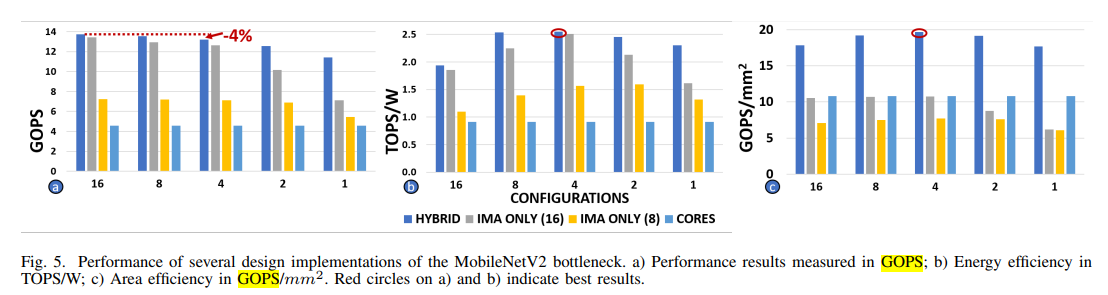 14
12
10
8
6
4
2
0
GOPS
-4%
16 8 4 2 1
a
2.5
2.0
1.5
1.0
0.5
0.0
TOPS/W
16 8 4 2 1
b
CONFIGURATIONS
HYBRID IMA ONLY (16) IMA ONLY (8) CORES
20
15
10
5
0
GOPS/mm²
16 8 4 2 1
c
Fig. 5. Performance of several design implementations of the MobileNetV2 bottleneck. a) Performance results measured in GOPS; b) Energy efficiency in
TOPS/W; c) Area efficiency in GOPS/mm². Red circles on a) and b) indicate best results.